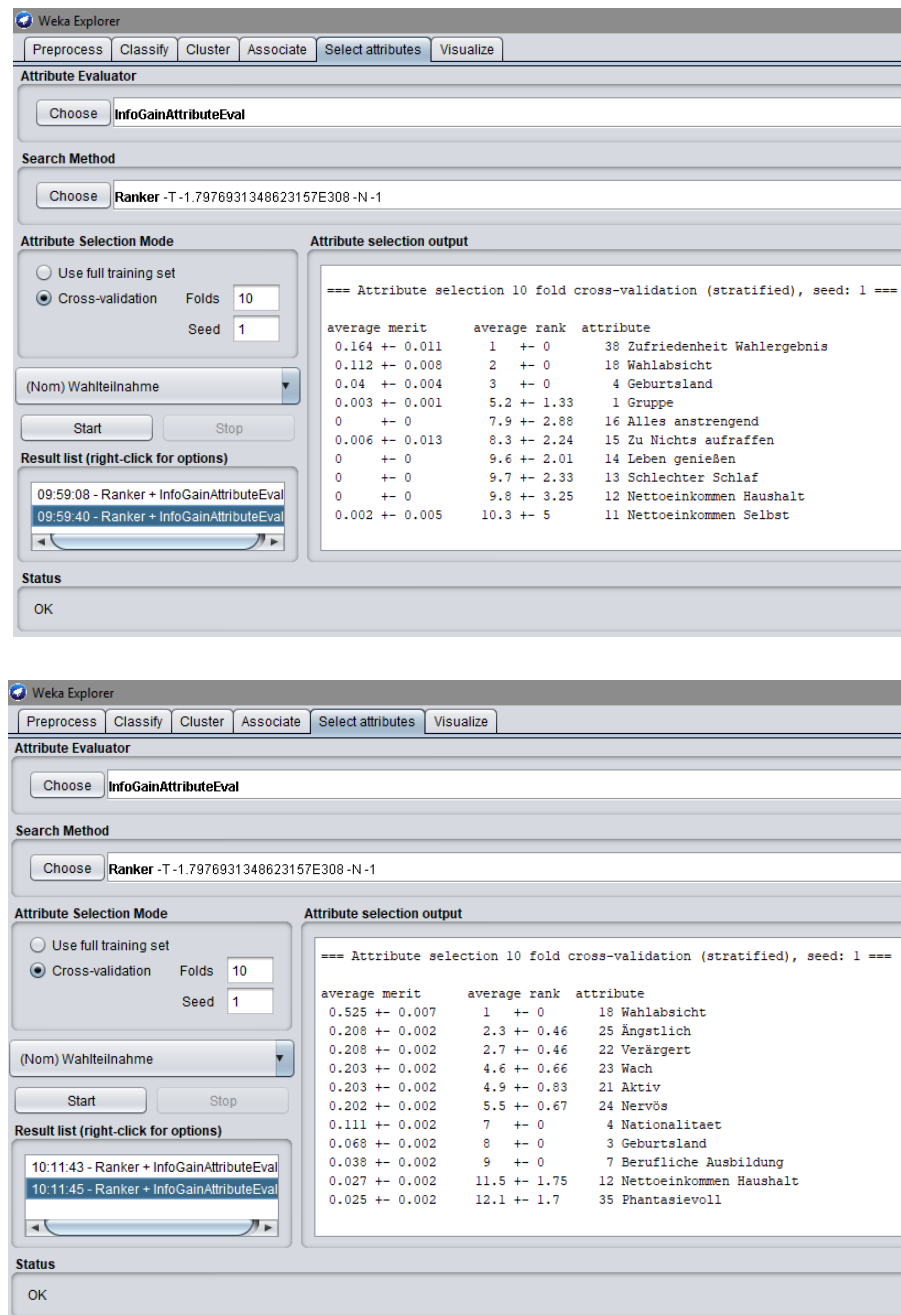 Weka Explorer
Preprocess Classify Cluster Associate Select attributes Visualize
Attribute Evaluator
Choose InfoGainAttributeEval
Search Method
Choose Ranker -T -1.7976931348623157E308 -N -1
Attribute Selection Mode
Use full training set
Cross-validation Folds 10
Seed 1
(Nom) Wahlteilnahme
Start Stop
Result list (right-click for options)
09:59:08 - Ranker + InfoGainAttributeEval
09:59:40 - Ranker + InfoGainAttributeEval
Attribute selection output
=== Attribute selection 10 fold cross-validation (stratified), seed: 1 ===
average merit average rank attribute
0.164 +- 0.011 1 +- 0 38 Zufriedenheit Wahlergebnis
0.112 +- 0.008 2 +- 0 18 Wahlabsicht
0.04 +- 0.004 3 +- 0 4 Geburtsland
0.003 +- 0.001 5.2 +- 1.33 1 Gruppe
0 +- 0 7.9 +- 2.88 16 Alles anstrengend
0.006 +- 0.013 8.3 +- 2.24 15 Zu Nichts aufraffen
0 +- 0 9.6 +- 2.01 14 Leben genießen
0 +- 0 9.7 +- 2.33 13 Schlechter Schlaf
0 +- 0 9.8 +- 3.25 12 Nettoeinkommen Haushalt
0.002 +- 0.005 10.3 +- 5 11 Nettoeinkommen Selbst
Status
OK
Weka Explorer
Preprocess Classify Cluster Associate Select attributes Visualize
Attribute Evaluator
Choose InfoGainAttributeEval
Search Method
Choose Ranker -T -1.7976931348623157E308 -N -1
Attribute Selection Mode
Use full training set
Cross-validation Folds 10
Seed 1
(Nom) Wahlteilnahme
Start Stop
Result list (right-click for options)
10:11:43 - Ranker + InfoGainAttributeEval
10:11:45 - Ranker + InfoGainAttributeEval
Attribute selection output
=== Attribute selection 10 fold cross-validation (stratified), seed: 1 ===
average merit average rank attribute
0.525 +- 0.007 1 +- 0 18 Wahlabsicht
0.208 +- 0.002 2.3 +- 0.46 25 Ängstlich
0.208 +- 0.002 2.7 +- 0.46 22 Verärgert
0.203 +- 0.002 4.6 +- 0.66 23 Wach
0.203 +- 0.002 4.9 +- 0.83 21 Aktiv
0.202 +- 0.002 5.5 +- 0.67 24 Nervös
0.111 +- 0.002 7 +- 0 4 Nationalitaet
0.068 +- 0.002 8 +- 0 3 Geburtsland
0.038 +- 0.002 9 +- 0 7 Berufliche Ausbildung
0.027 +- 0.002 11.5 +- 1.75 12 Nettoeinkommen Haushalt
0.025 +- 0.002 12.1 +- 1.7 35 Phantasievoll
Status
OK